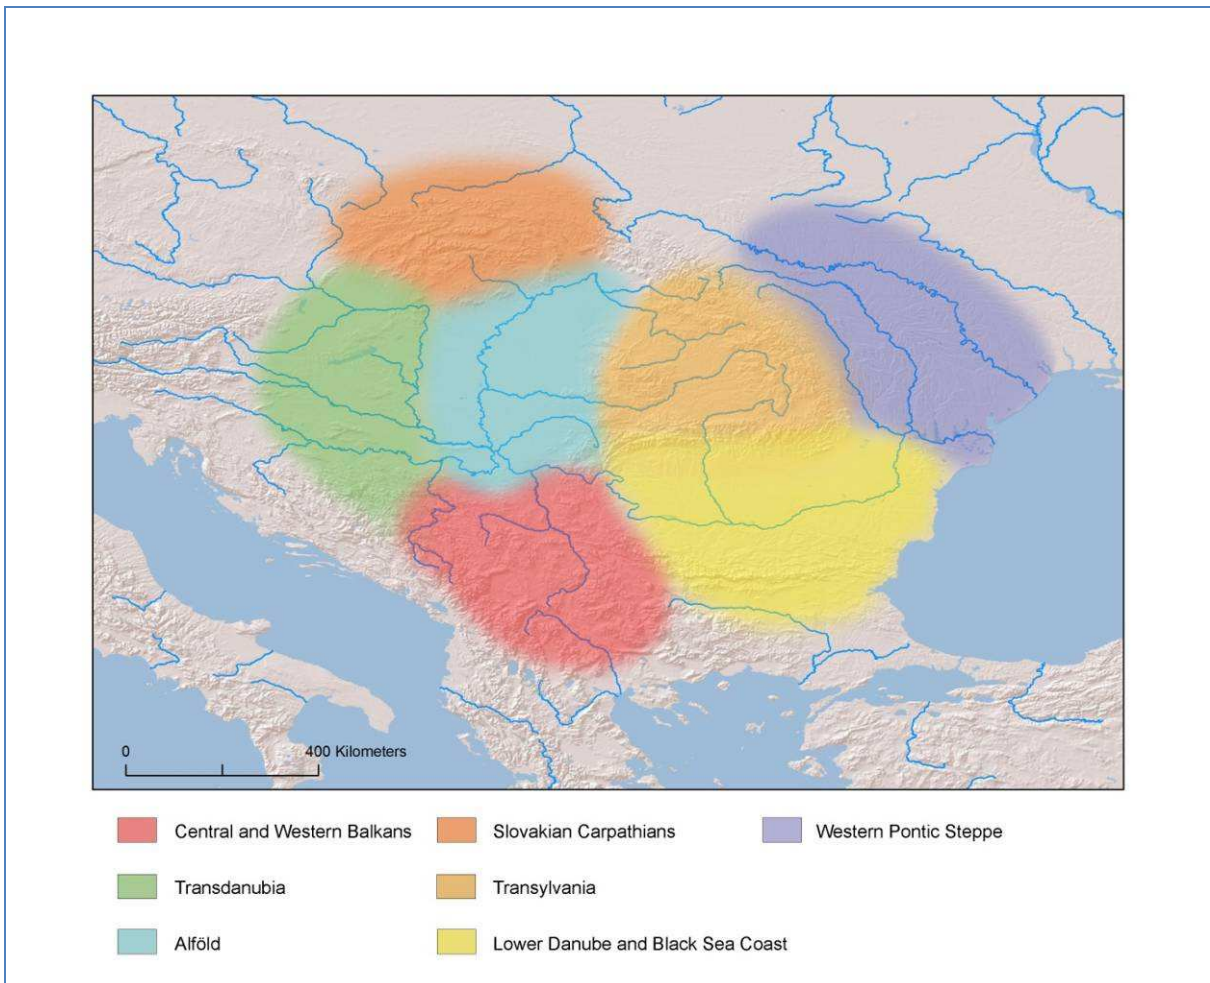 0 400 Kilometers
Central and Western Balkans Slovakian Carpathians Western Pontic Steppe
Transdanubia Transylvania
Alföld Lower Danube and Black Sea Coast